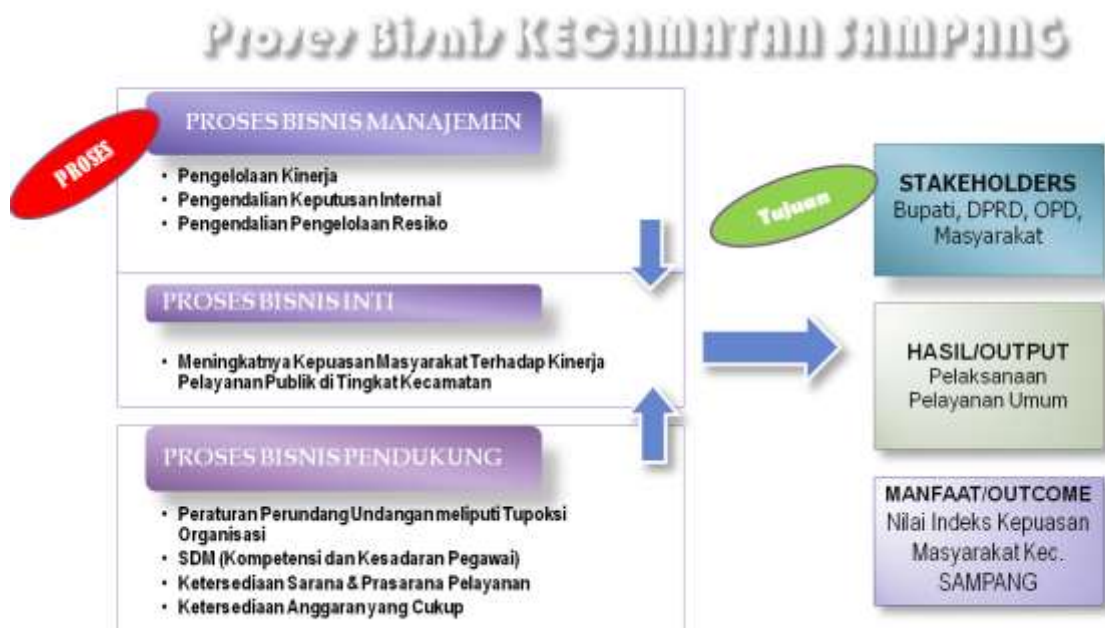 Proses Bisnis KECAMATAN SAMPANG
PROSES
PROSES BISNIS MANAJEMEN
• Pengelolaan Kinerja
• Pengendalian Keputusan Internal
• Pengendalian Pengelolaan Resiko
PROSES BISNIS INTI
• Meningkatnya Kepuasan Masyarakat Terhadap Kinerja
Pelayanan Publik di Tingkat Kecamatan
PROSES BISNIS PENDUKUNG
• Peraturan Perundang Undangan meliputi Tupoksi
Organisasi
• SDM (Kompetensi dan Kesadaran Pegawai)
• Ketersediaan Sarana & Prasarana Pelayanan
• Ketersediaan Anggaran yang Cukup
Tujuan
STAKEHOLDERS
Bupati, DPRD, OPD,
Masyarakat
HASIL/OUTPUT
Pelaksanaan
Pelayanan Umum
MANFAAT/OUTCOME
Nilai Indeks Kepuasan
Masyarakat Kec.
SAMPANG